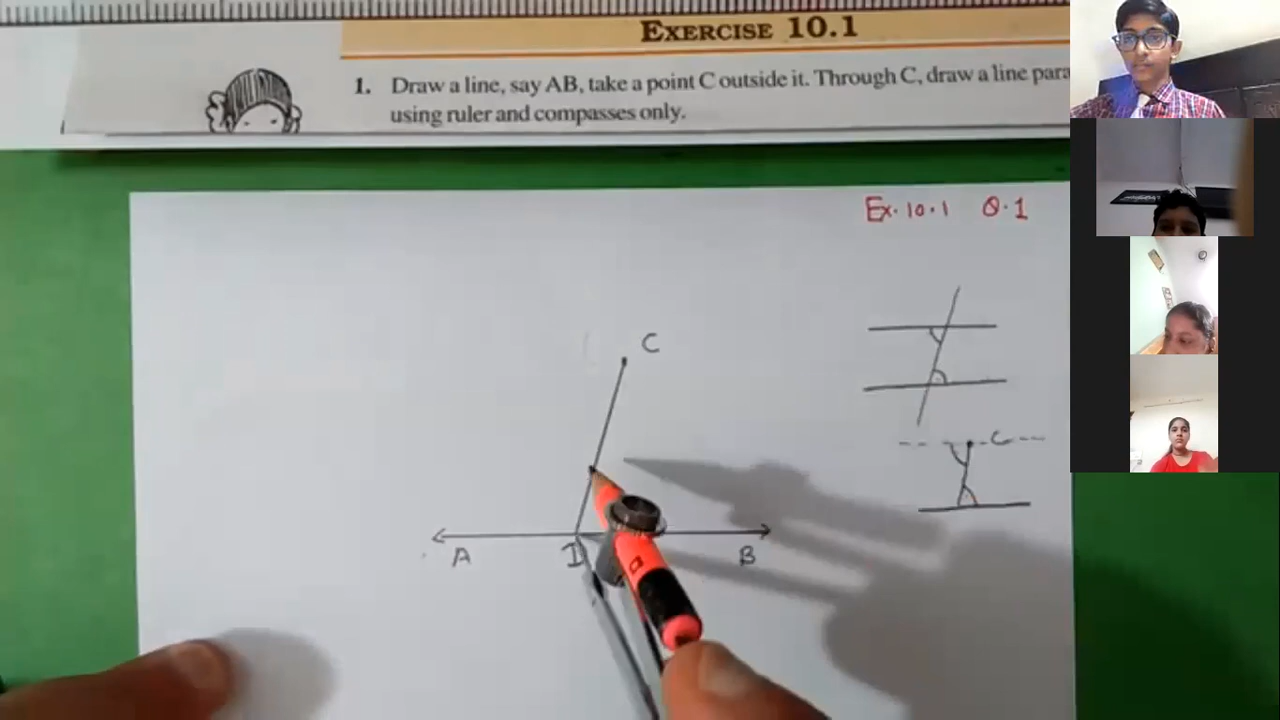 EXERCISE 10.1
1. Draw a line, say AB, take a point C outside it. Through C, draw a line para
using ruler and compasses only.
Ex. 10.1 Q.1
C
C
A
D
B